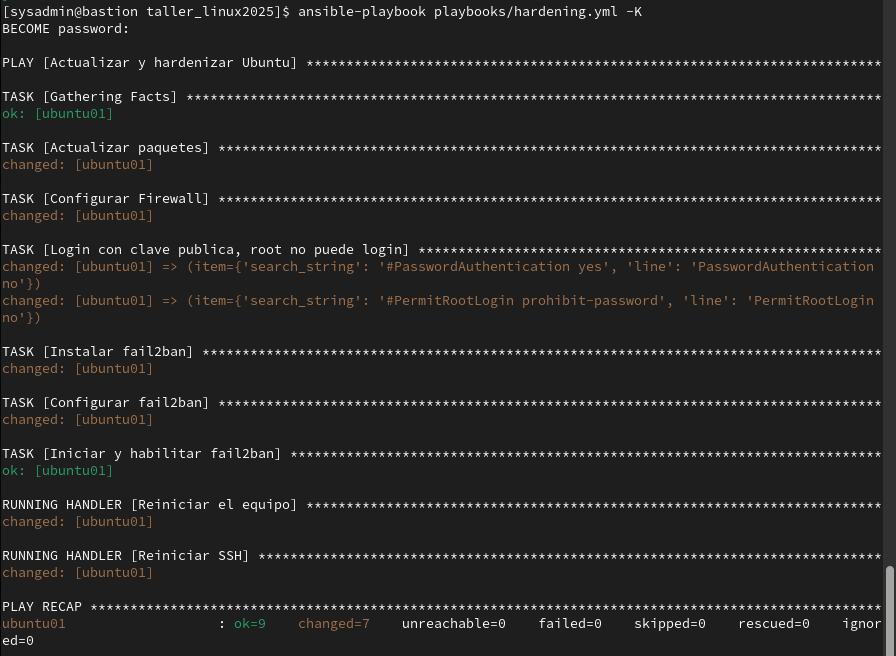 [sysadmin@bastion taller_linux2025]$ ansible-playbook playbooks/hardening.yml -K
BECOME password:
PLAY [Actualizar y hardenizar Ubuntu] ************************************************************************
TASK [Gathering Facts] ***************************************************************************************
ok: [ubuntu01]
TASK [Actualizar paquetes] ***********************************************************************************
changed: [ubuntu01]
TASK [Configurar Firewall] ***********************************************************************************
changed: [ubuntu01]
TASK [Login con clave publica, root no puede login] **********************************************************
changed: [ubuntu01] => (item={'search_string': '#PasswordAuthentication yes', 'line': 'PasswordAuthentication
no'})
changed: [ubuntu01] => (item={'search_string': '#PermitRootLogin prohibit-password', 'line': 'PermitRootLogin
no'})
TASK [Instalar fail2ban] *************************************************************************************
changed: [ubuntu01]
TASK [Configurar fail2ban] ***********************************************************************************
changed: [ubuntu01]
TASK [Iniciar y habilitar fail2ban] **************************************************************************
ok: [ubuntu01]
RUNNING HANDLER [Reiniciar el equipo] ************************************************************************
changed: [ubuntu01]
RUNNING HANDLER [Reiniciar SSH] ******************************************************************************
changed: [ubuntu01]
PLAY RECAP ***************************************************************************************************
ubuntu01                   : ok=9    changed=7    unreachable=0    failed=0    skipped=0    rescued=0    ignor
ed=0